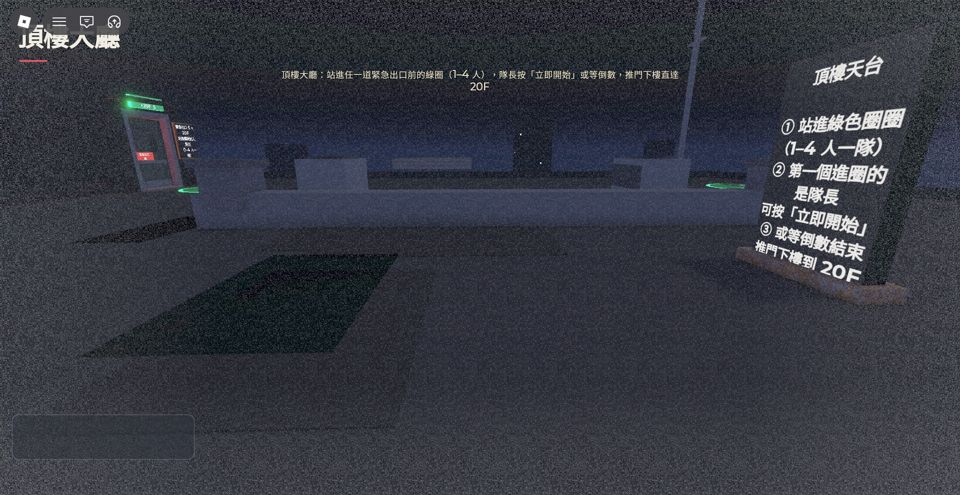 頂樓大廳
頂樓大廳：站進任一道緊急出口前的綠圈（1–4 人），隊長按「立即開始」或等倒數，推門下樓直達
20F
頂樓天台
① 站進綠色圈圈
（1–4 人一隊）
② 第一個進圈的
是隊長
可按「立即開始」
③ 或等倒數結束
推門下樓到 20F